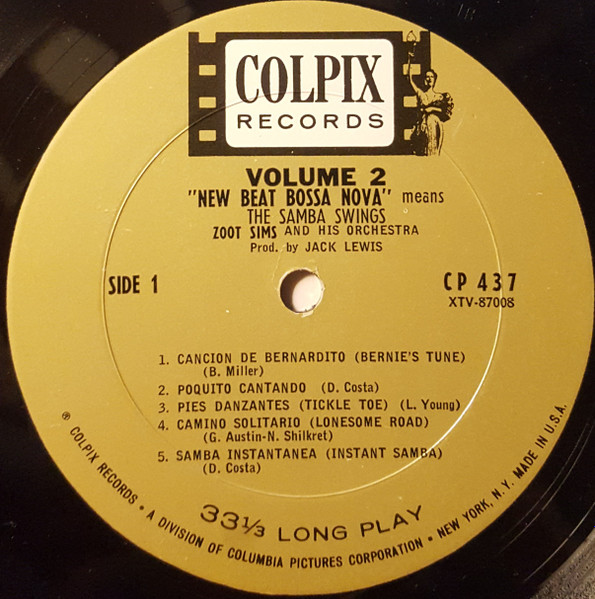 COLPIX
RECORDS
VOLUME 2
"NEW BEAT BOSSA NOVA" means
THE SAMBA SWINGS
ZOOT SIMS AND HIS ORCHESTRA
Prod. by JACK LEWIS
SIDE 1
CP 437
XTV-87008
1. CANCION DE BERNARDITO (BERNIE'S TUNE)
(B. Miller)
2. POQUITO CANTANDO (D. Costa)
3. PIES DANZANTES (TICKLE TOE) (L. Young)
4. CAMINO SOLITARIO (LONESOME ROAD)
(G. Austin-N. Shilkret)
5. SAMBA INSTANTANEA (INSTANT SAMBA)
(D. Costa)
33⅓ LONG PLAY
® COLPIX RECORDS • A DIVISION OF COLUMBIA PICTURES CORPORATION • NEW YORK, N.Y. MADE IN U.S.A.